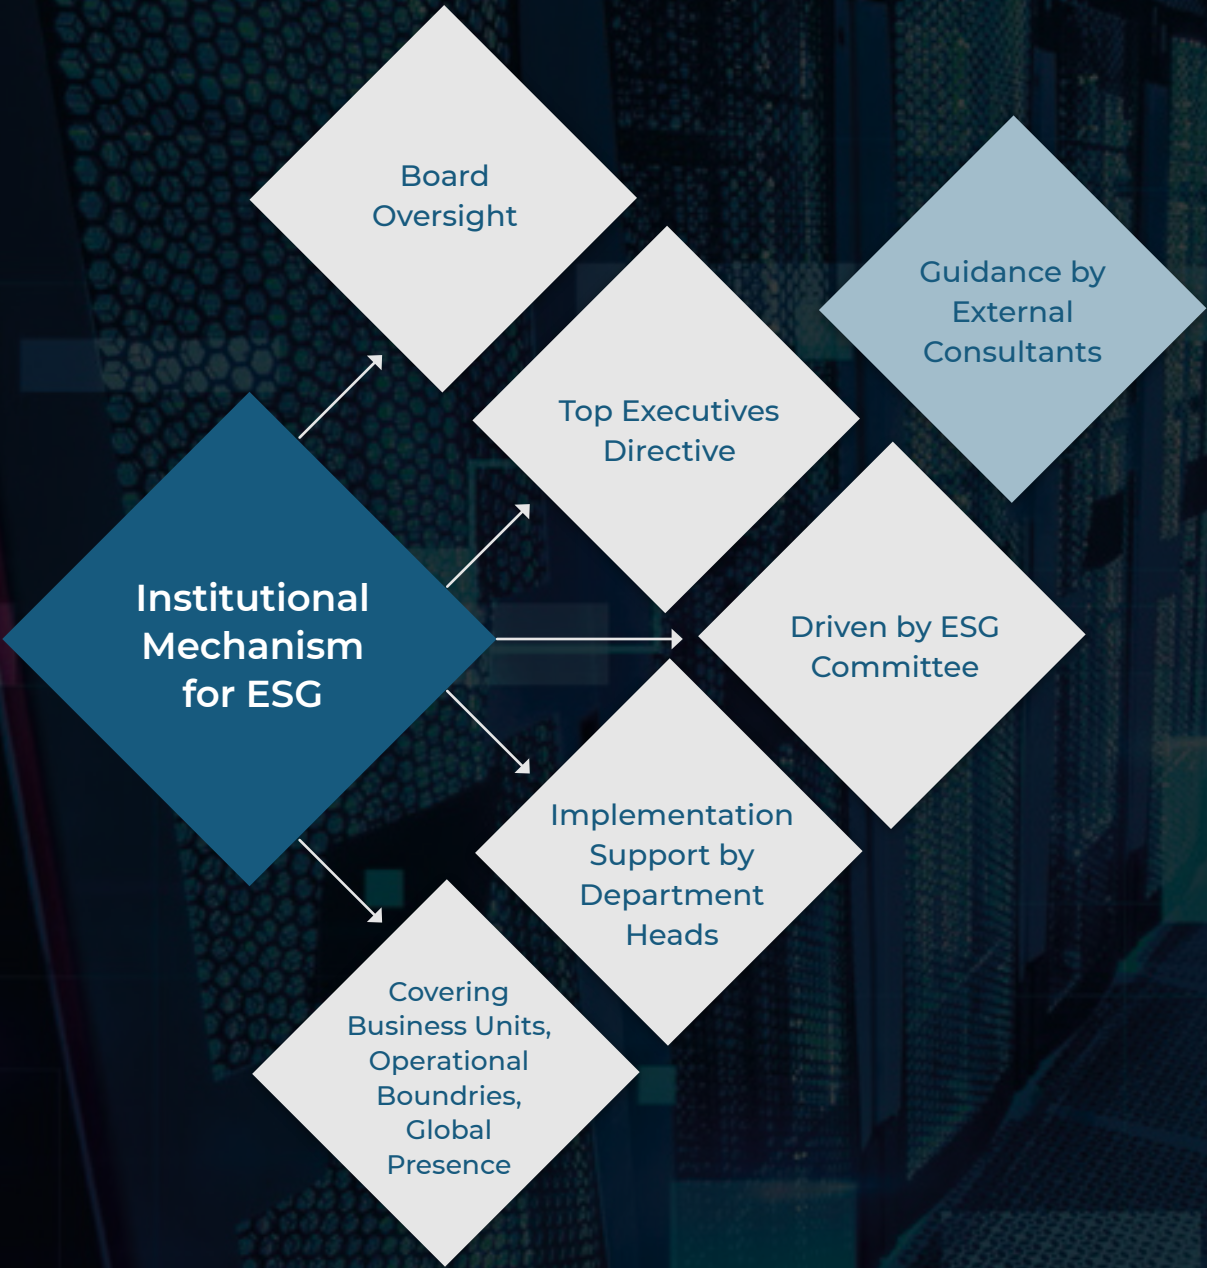 Board
Oversight
Guidance by
External
Consultants
Top Executives
Directive
Institutional
Mechanism
for ESG
Driven by ESG
Committee
Implementation
Support by
Department
Heads
Covering
Business Units,
Operational
Boundries,
Global
Presence